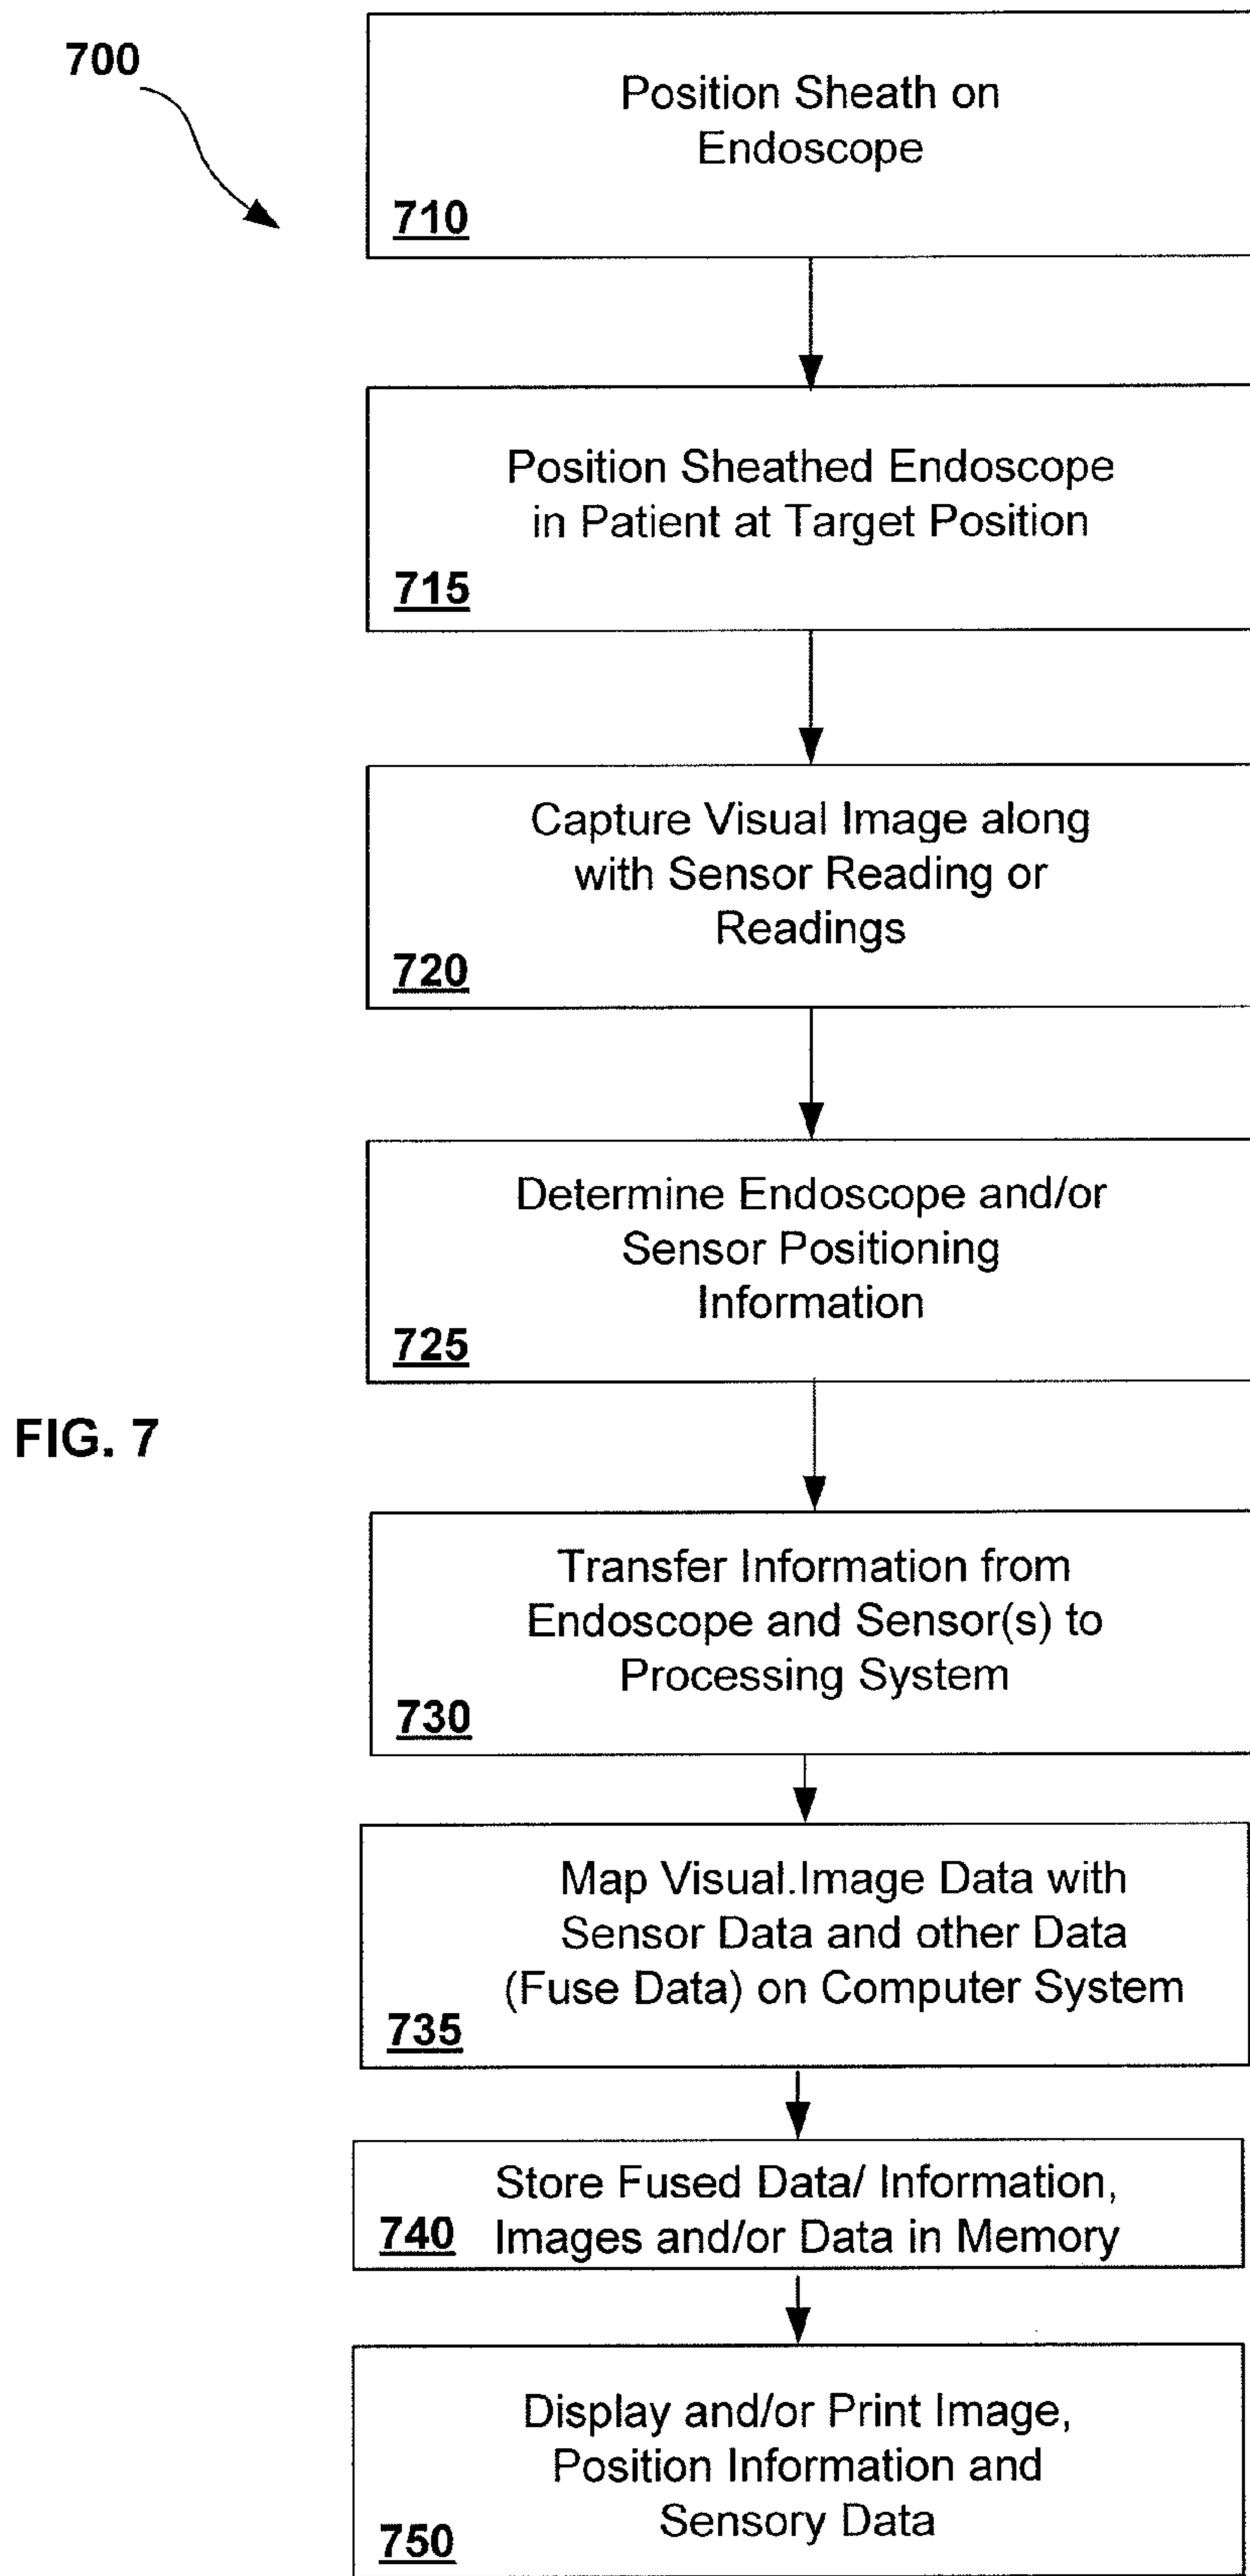 700
Position Sheath on
Endoscope
710
Position Sheathed Endoscope
in Patient at Target Position
715
Capture Visual Image along
with Sensor Reading or
Readings
720
Determine Endoscope and/or
Sensor Positioning
Information
725
FIG. 7
Transfer Information from
Endoscope and Sensor(s) to
Processing System
730
Map Visual.Image Data with
Sensor Data and other Data
(Fuse Data) on Computer System
735
Store Fused Data/ Information,
Images and/or Data in Memory
740
Display and/or Print Image,
Position Information and
Sensory Data
750